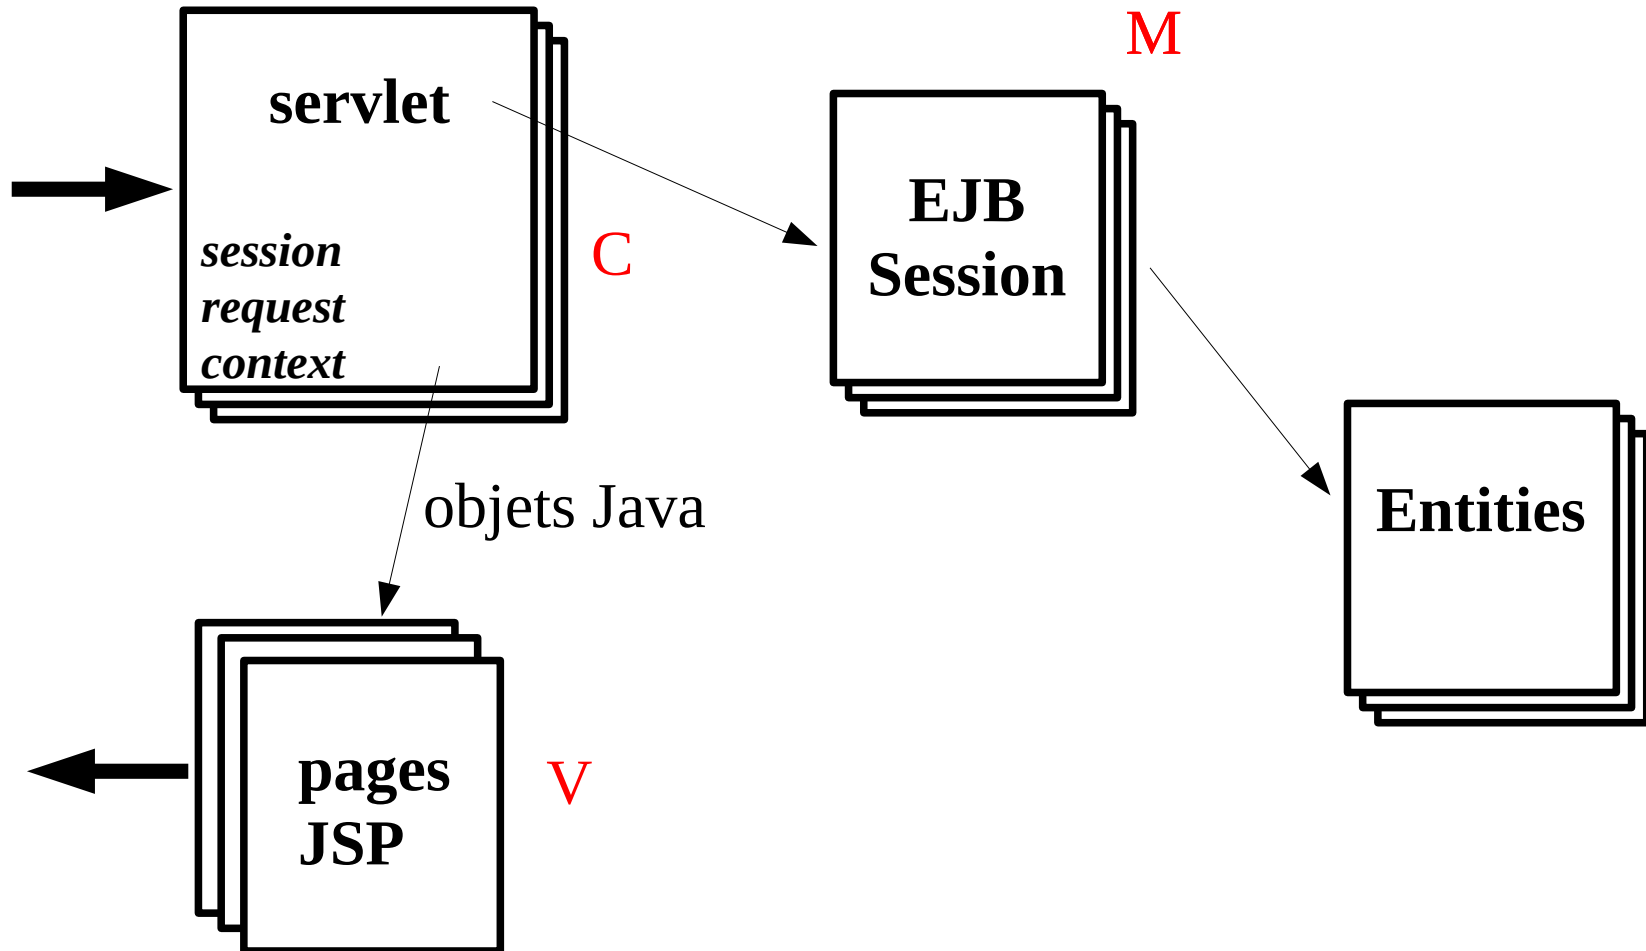 servlet
session
request
context
C
M
EJB
Session
Entities
objets Java
pages
JSP
V